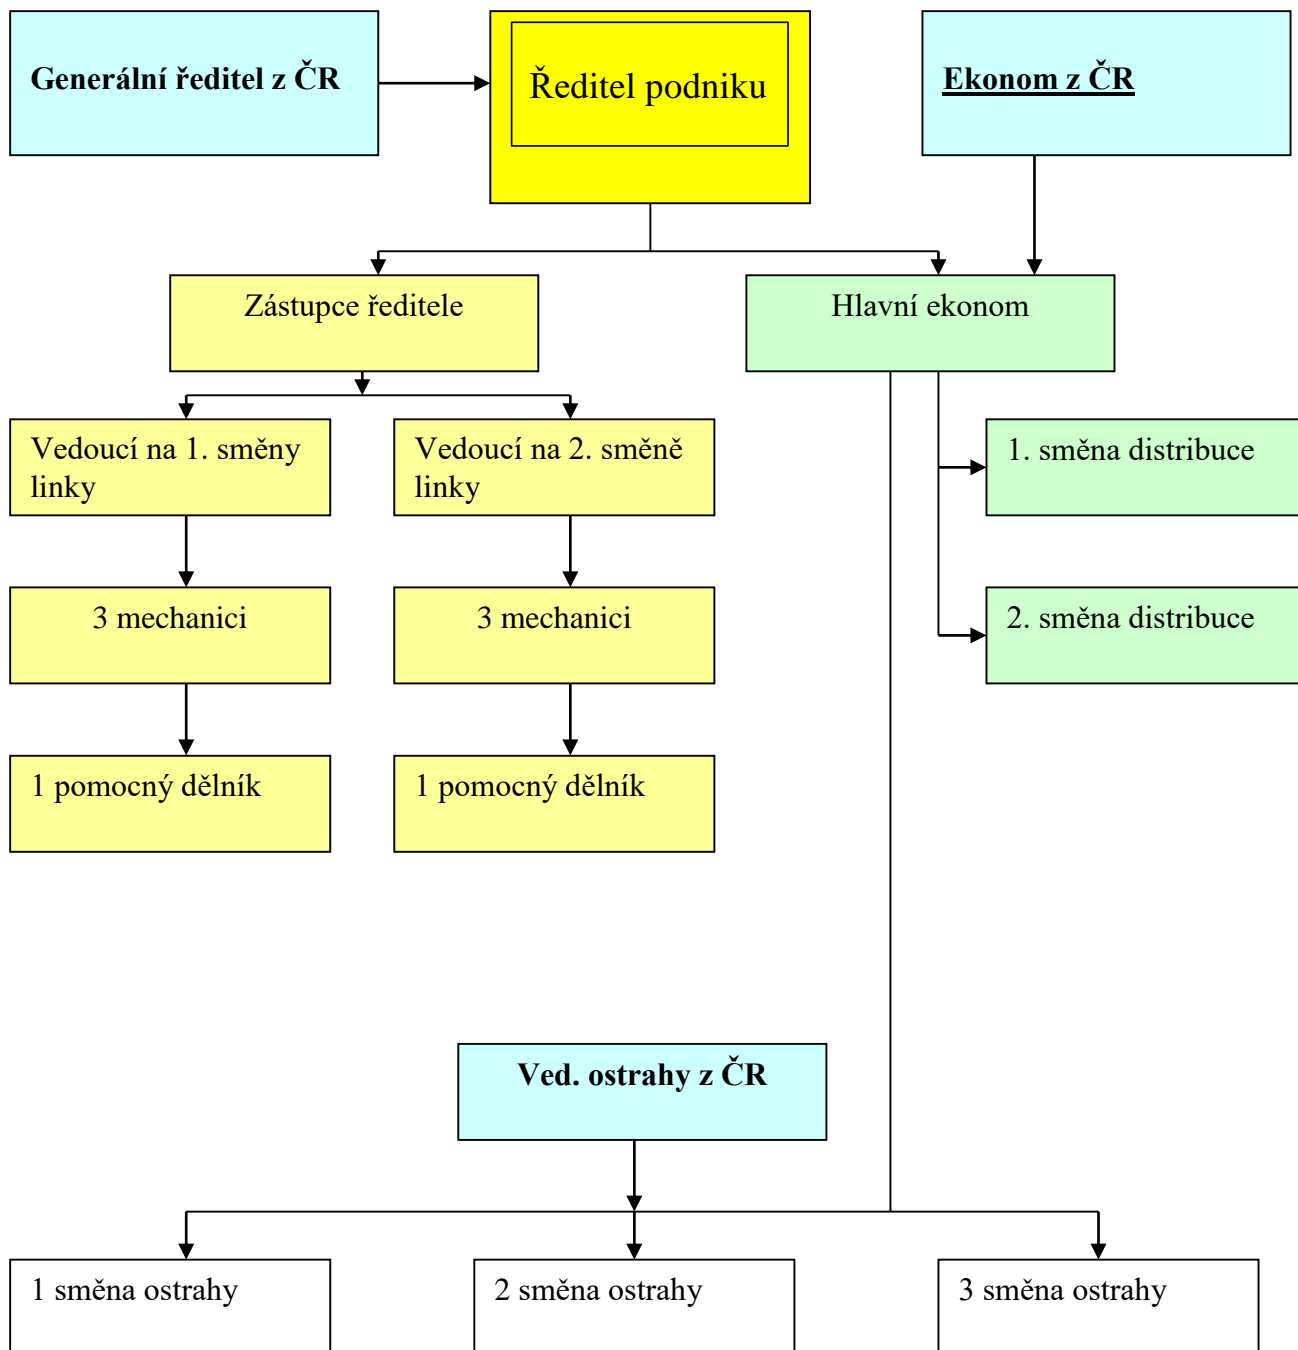 Generální ředitel z ČR
Ředitel podniku
Ekonom z ČR
Zástupce ředitele
Hlavní ekonom
Vedoucí na 1. směny
linky
Vedoucí na 2. směně
linky
1. směna distribuce
3 mechanici
3 mechanici
2. směna distribuce
1 pomocný dělník
1 pomocný dělník
Ved. ostrahy z ČR
1 směna ostrahy
2 směna ostrahy
3 směna ostrahy